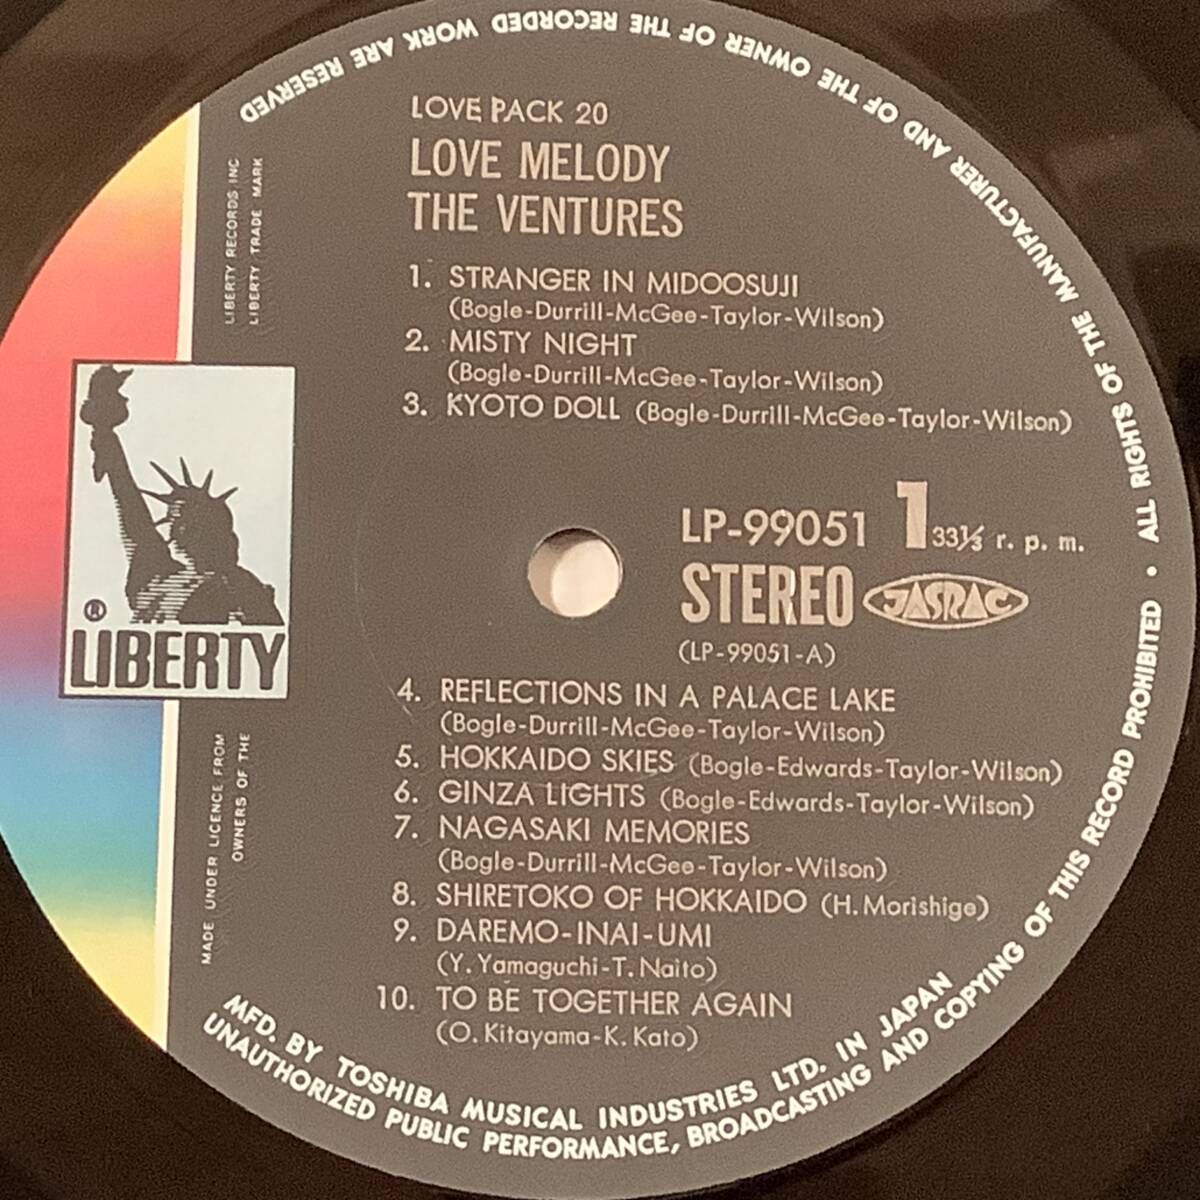 LOVE PACK 20
LOVE MELODY
THE VENTURES
1. STRANGER IN MIDOOSUJI
(Bogle-Durrill-McGee-Taylor-Wilson)
2. MISTY NIGHT
(Bogle-Durrill-McGee-Taylor-Wilson)
3. KYOTO DOLL (Bogle-Durrill-McGee-Taylor-Wilson)
LP-99051 1 33⅓ r. p. m.
STEREO JASRAC
(LP-99051-A)
4. REFLECTIONS IN A PALACE LAKE
(Bogle-Durrill-McGee-Taylor-Wilson)
5. HOKKAIDO SKIES (Bogle-Edwards-Taylor-Wilson)
6. GINZA LIGHTS (Bogle-Edwards-Taylor-Wilson)
7. NAGASAKI MEMORIES
(Bogle-Durrill-McGee-Taylor-Wilson)
8. SHIRETOKO OF HOKKAIDO (H. Morishige)
9. DAREMO-INAI-UMI
(Y. Yamaguchi-T. Naito)
10. TO BE TOGETHER AGAIN
(O. Kitayama-K. Kato)
LIBERTY RECORDS INC
LIBERTY TRADE MARK
® LIBERTY
MADE UNDER LICENCE FROM
OWNERS OF THE
MFD. BY TOSHIBA MUSICAL INDUSTRIES LTD. IN JAPAN
UNAUTHORIZED PUBLIC PERFORMANCE, BROADCASTING AND COPYING OF THIS RECORD PROHIBITED • ALL RIGHTS OF THE MANUFACTURER AND OF THE OWNER OF THE RECORDED WORK ARE RESERVED